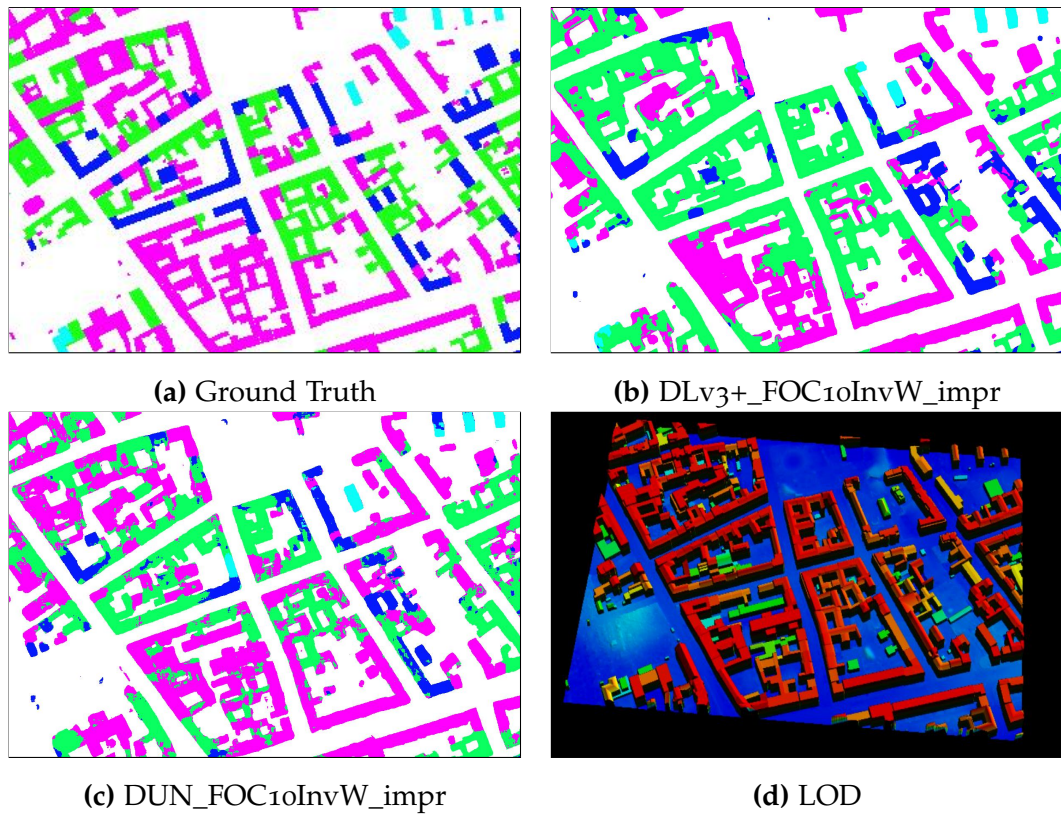 (a) Ground Truth
(b) DLv3+_FOC10InvW_impr
(c) DUN_FOC10InvW_impr
(d) LOD